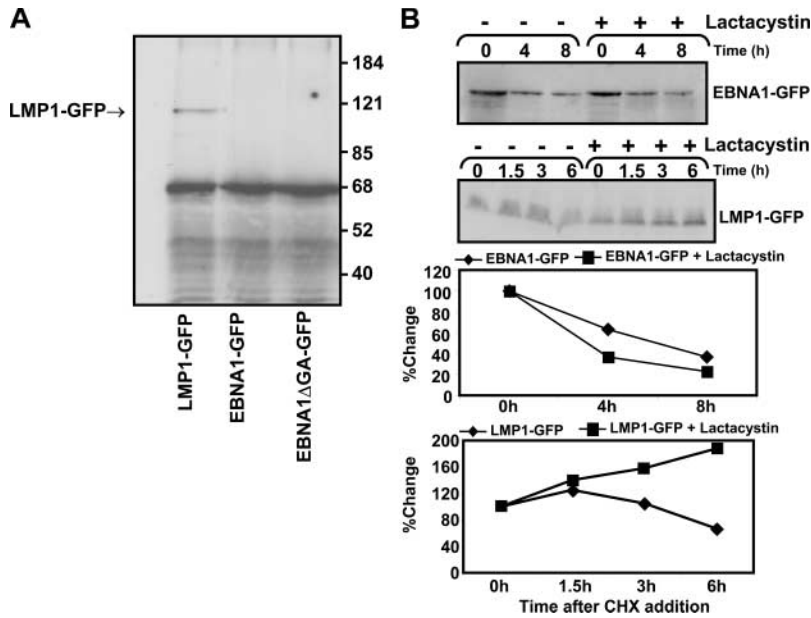 A
184
121
85
68
52
40
LMP1-GFP→
LMP1-GFP
EBNA1-GFP
EBNA1ΔGA-GFP
B
- - - + + + Lactacystin
0 4 8 0 4 8 Time (h)
EBNA1-GFP
- - - - + + + + Lactacystin
0 1.5 3 6 0 1.5 3 6 Time (h)
LMP1-GFP
EBNA1-GFP EBNA1-GFP + Lactacystin
%Change
120
100
80
60
40
20
0
0h 4h 8h
LMP1-GFP LMP1-GFP + Lactacystin
%Change
200
160
120
80
40
0
0h 1.5h 3h 6h
Time after CHX addition